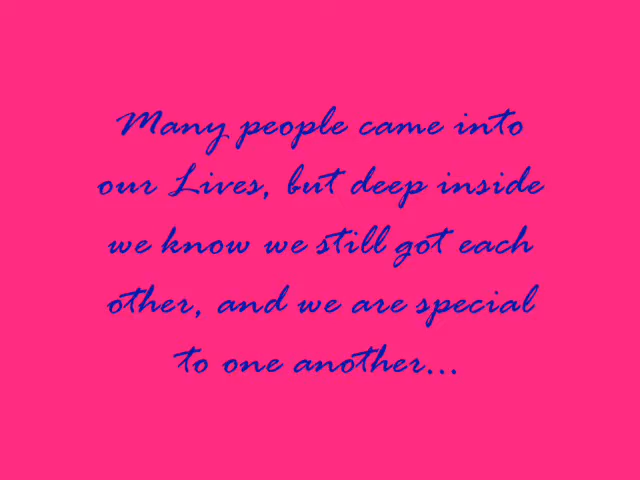 Many people came into
our Lives, but deep inside
we know we still got each
other, and we are special
to one another...